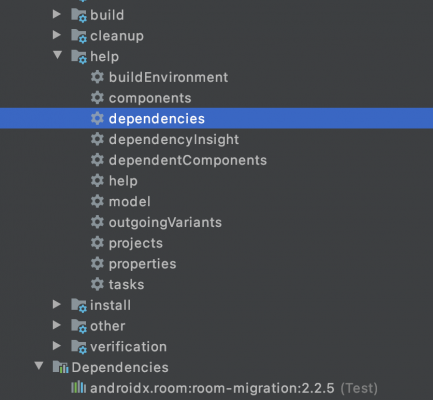 build
cleanup
help
buildEnvironment
components
dependencies
dependencyInsight
dependentComponents
help
model
outgoingVariants
projects
properties
tasks
install
other
verification
Dependencies
androidx.room:room-migration:2.2.5 (Test)